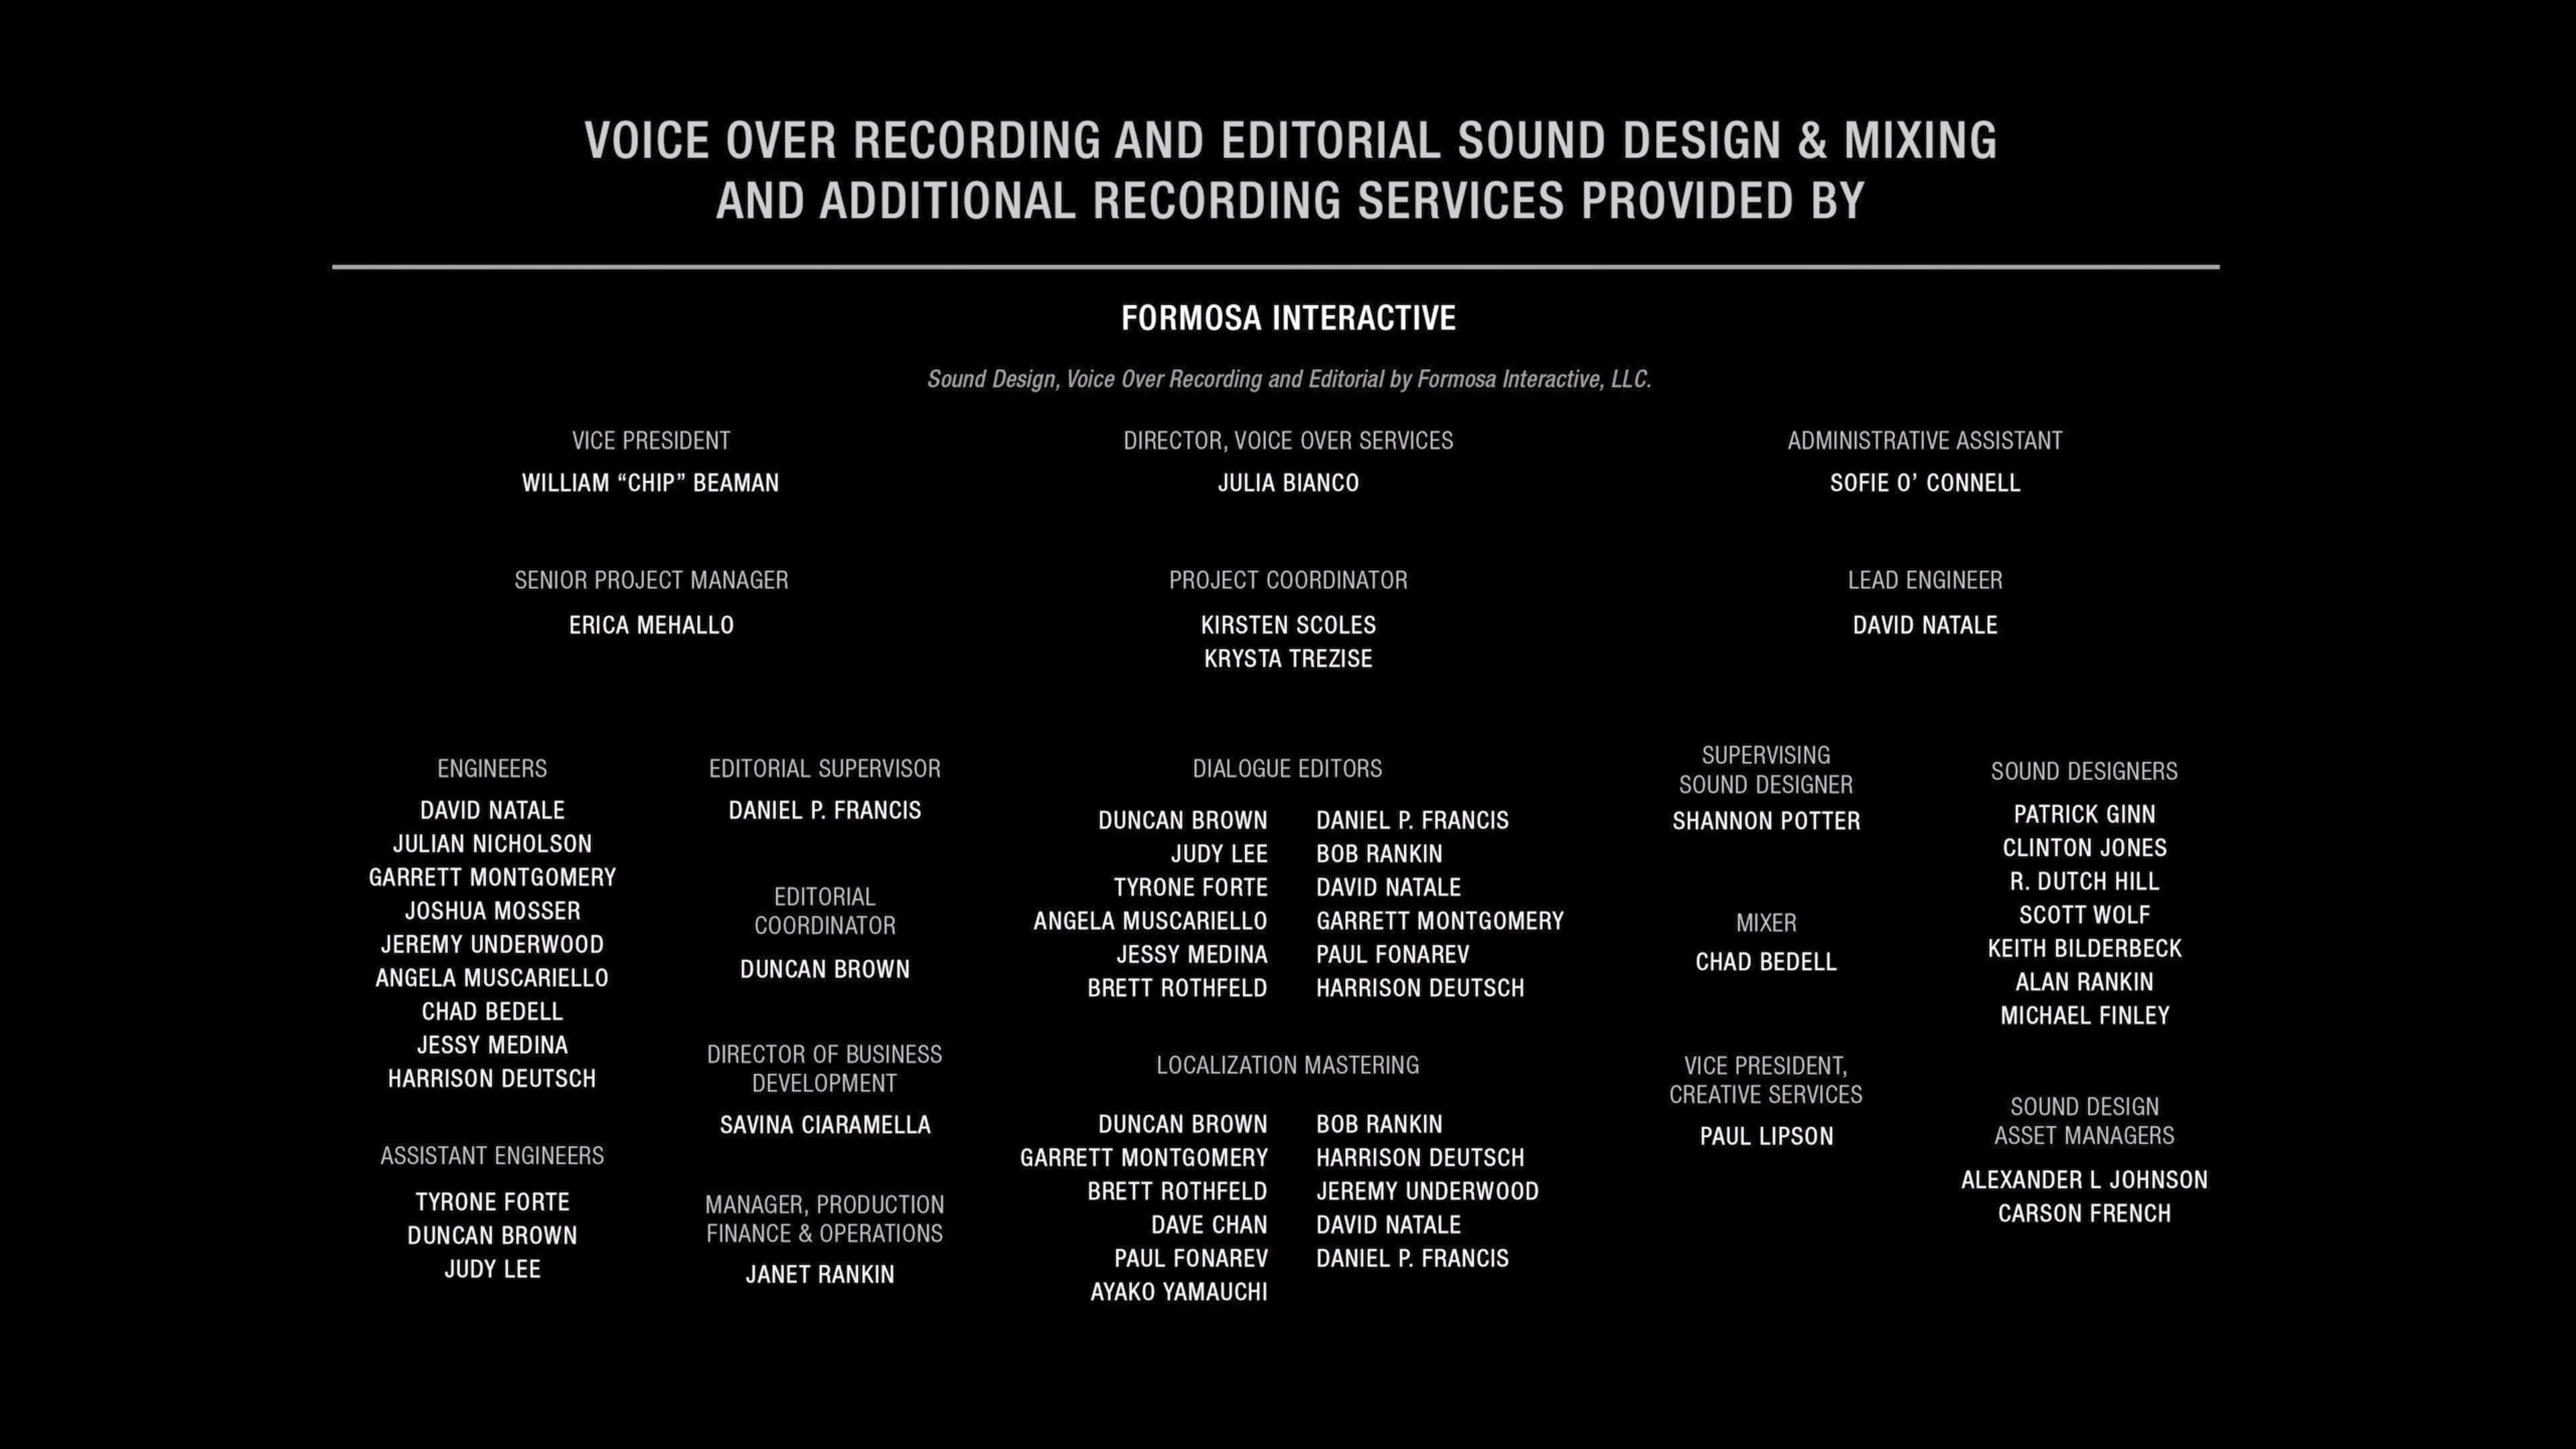 VOICE OVER RECORDING AND EDITORIAL SOUND DESIGN & MIXING
AND ADDITIONAL RECORDING SERVICES PROVIDED BY
FORMOSA INTERACTIVE
Sound Design, Voice Over Recording and Editorial by Formosa Interactive, LLC.
VICE PRESIDENT
WILLIAM “CHIP” BEAMAN
DIRECTOR, VOICE OVER SERVICES
JULIA BIANCO
ADMINISTRATIVE ASSISTANT
SOFIE O’ CONNELL
SENIOR PROJECT MANAGER
ERICA MEHALLO
PROJECT COORDINATOR
KIRSTEN SCOLES
KRYSTA TREZISE
LEAD ENGINEER
DAVID NATALE
ENGINEERS
DAVID NATALE
JULIAN NICHOLSON
GARRETT MONTGOMERY
JOSHUA MOSSER
JEREMY UNDERWOOD
ANGELA MUSCARIELLO
CHAD BEDELL
JESSY MEDINA
HARRISON DEUTSCH
ASSISTANT ENGINEERS
TYRONE FORTE
DUNCAN BROWN
JUDY LEE
EDITORIAL SUPERVISOR
DANIEL P. FRANCIS
EDITORIAL
COORDINATOR
DUNCAN BROWN
DIRECTOR OF BUSINESS
DEVELOPMENT
SAVINA CIARAMELLA
MANAGER, PRODUCTION
FINANCE & OPERATIONS
JANET RANKIN
DIALOGUE EDITORS
DUNCAN BROWN DANIEL P. FRANCIS
JUDY LEE BOB RANKIN
TYRONE FORTE DAVID NATALE
ANGELA MUSCARIELLO GARRETT MONTGOMERY
JESSY MEDINA PAUL FONAREV
BRETT ROTHFELD HARRISON DEUTSCH
LOCALIZATION MASTERING
DUNCAN BROWN BOB RANKIN
GARRETT MONTGOMERY HARRISON DEUTSCH
BRETT ROTHFELD JEREMY UNDERWOOD
DAVE CHAN DAVID NATALE
PAUL FONAREV DANIEL P. FRANCIS
AYAKO YAMAUCHI
SUPERVISING
SOUND DESIGNER
SHANNON POTTER
MIXER
CHAD BEDELL
VICE PRESIDENT,
CREATIVE SERVICES
PAUL LIPSON
SOUND DESIGNERS
PATRICK GINN
CLINTON JONES
R. DUTCH HILL
SCOTT WOLF
KEITH BILDERBECK
ALAN RANKIN
MICHAEL FINLEY
SOUND DESIGN
ASSET MANAGERS
ALEXANDER L JOHNSON
CARSON FRENCH